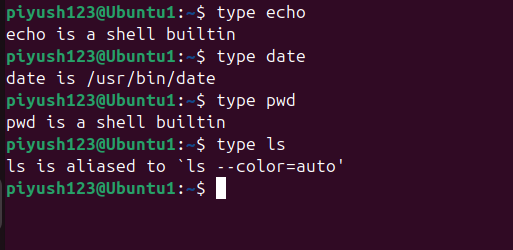 piyush123@Ubuntu1:~$ type echo
echo is a shell builtin
piyush123@Ubuntu1:~$ type date
date is /usr/bin/date
piyush123@Ubuntu1:~$ type pwd
pwd is a shell builtin
piyush123@Ubuntu1:~$ type ls
ls is aliased to `ls --color=auto'
piyush123@Ubuntu1:~$